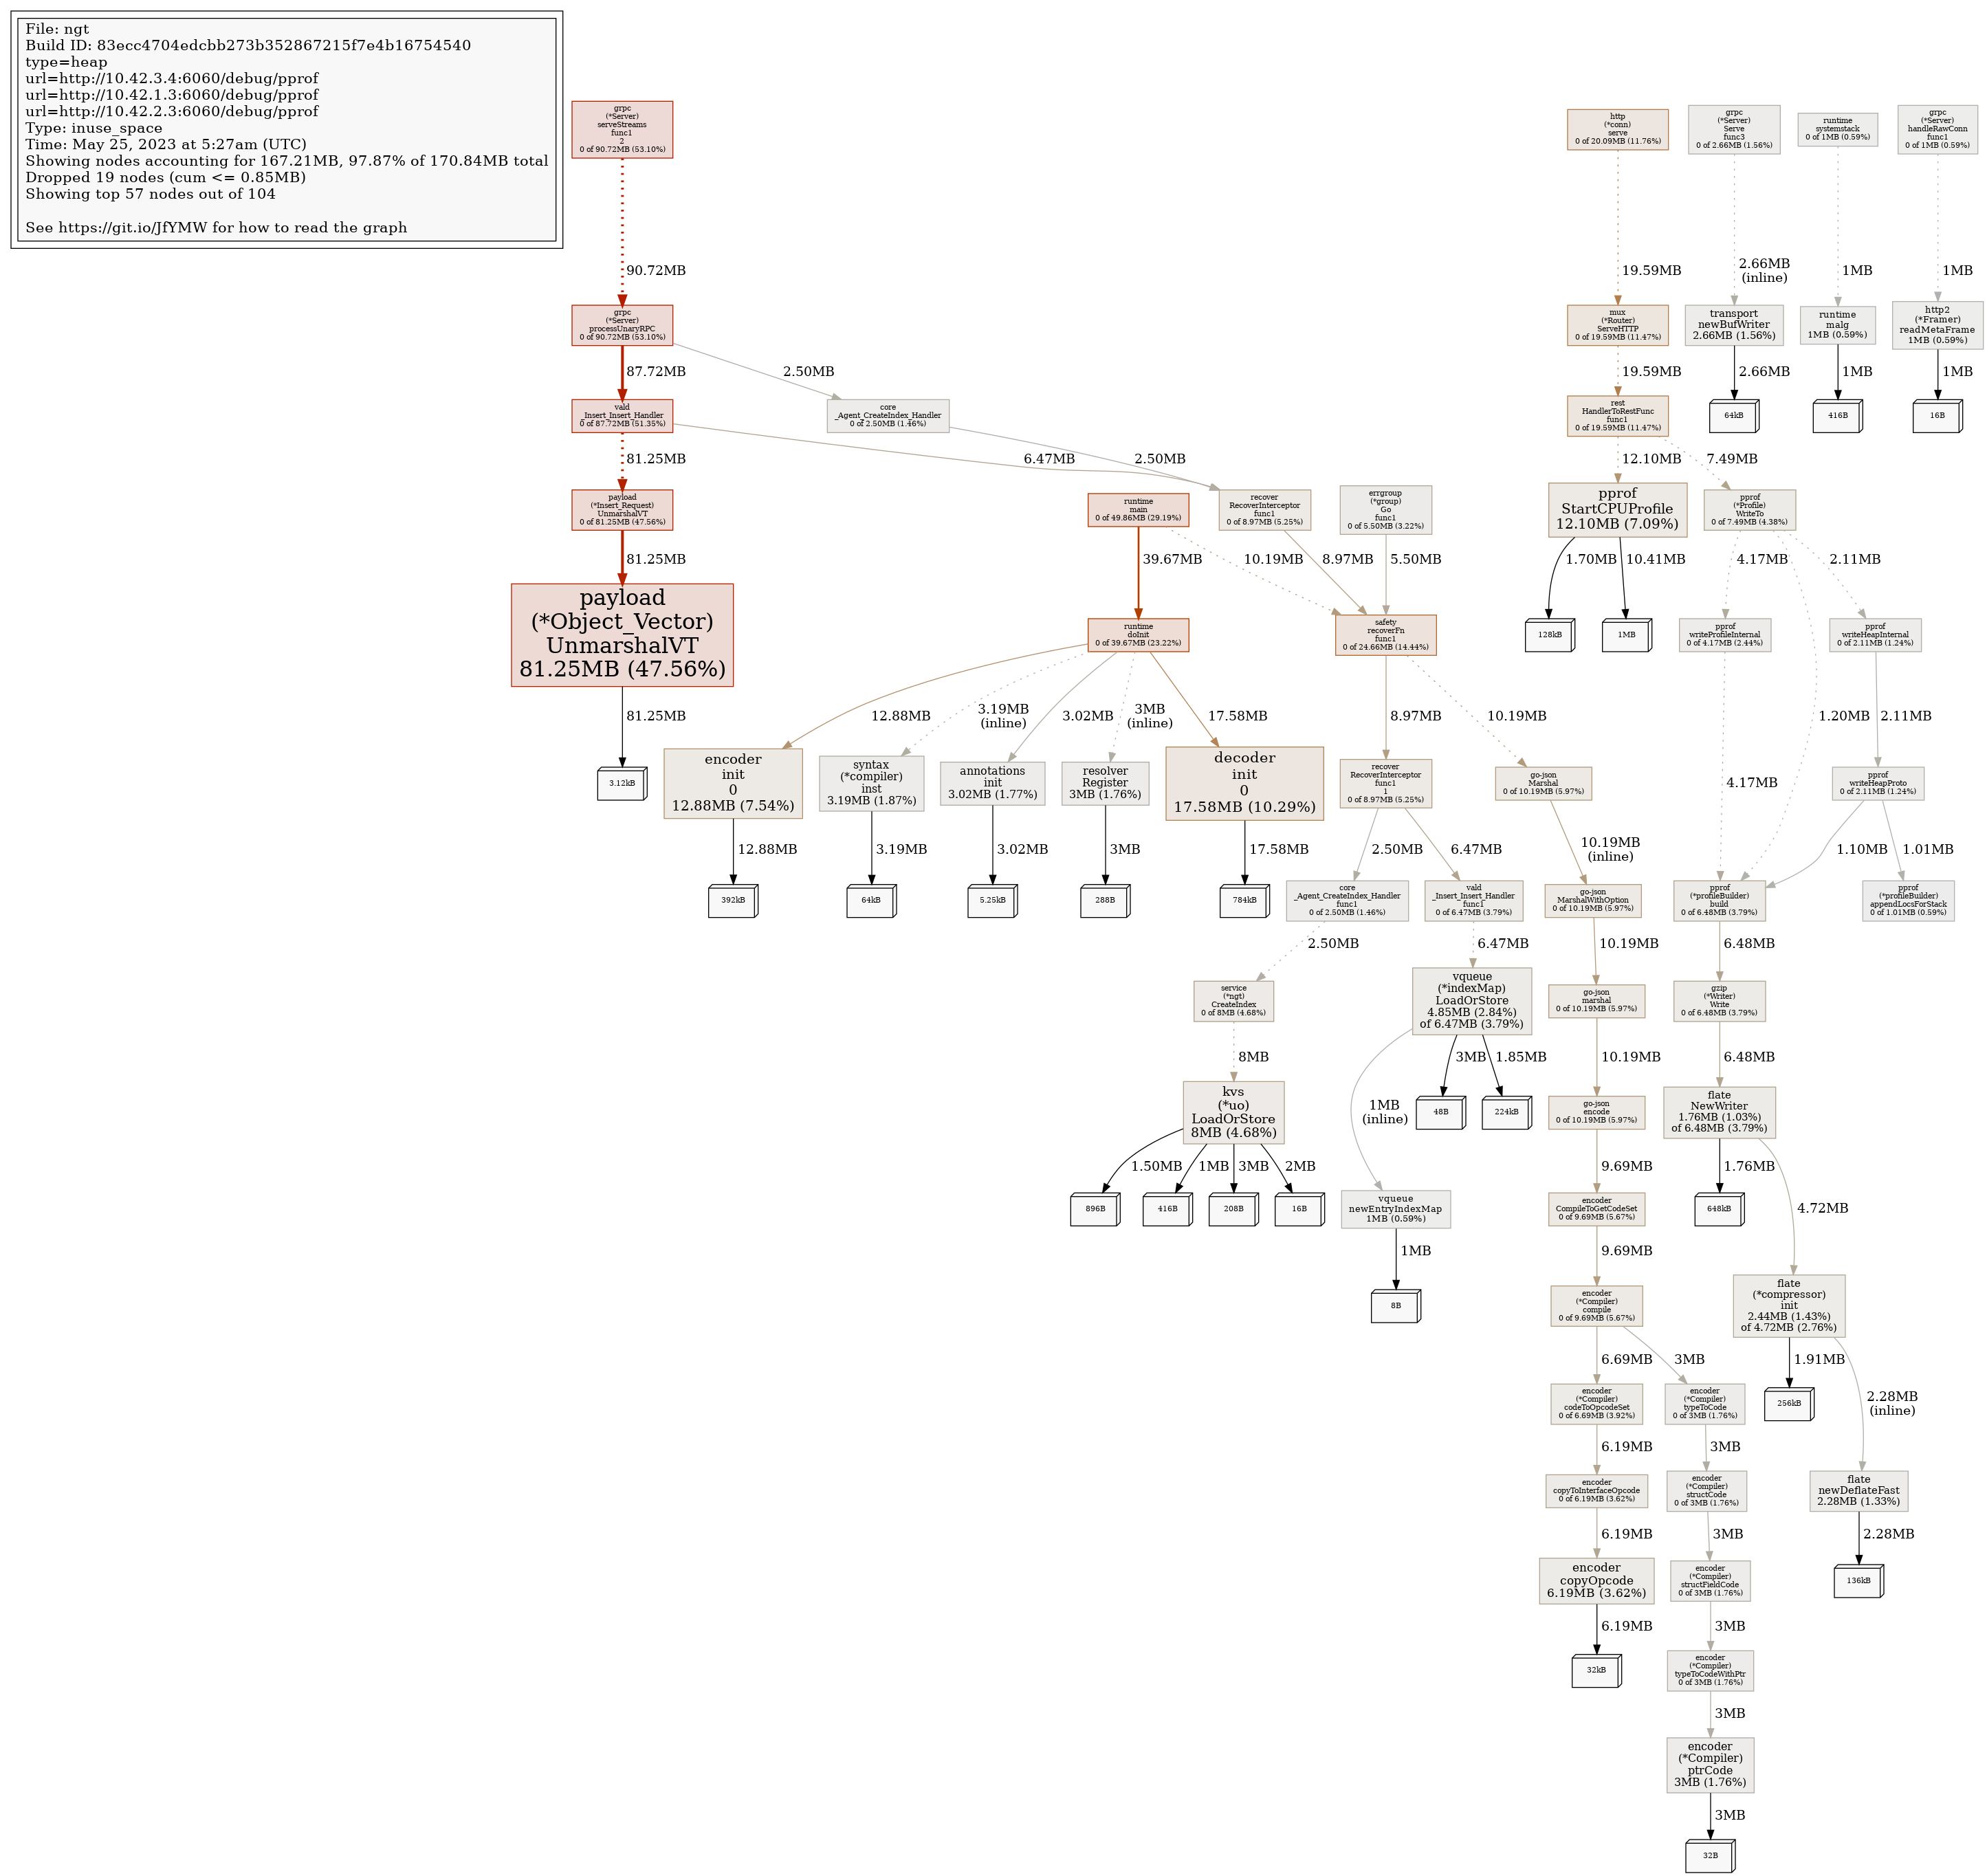 File: ngt
Build ID: 83ecc4704edcbb273b352867215f7e4b16754540
type=heap
url=http://10.42.3.4:6060/debug/pprof
url=http://10.42.1.3:6060/debug/pprof
url=http://10.42.2.3:6060/debug/pprof
Type: inuse_space
Time: May 25, 2023 at 5:27am (UTC)
Showing nodes accounting for 167.21MB, 97.87% of 170.84MB total
Dropped 19 nodes (cum <= 0.85MB)
Showing top 57 nodes out of 104
See https://git.io/JfYMW for how to read the graph
grpc
(*Server)
serveStreams
func1
2
0 of 90.72MB (53.10%)
http
(*conn)
serve
0 of 20.09MB (11.76%)
grpc
(*Server)
Serve
func3
0 of 2.66MB (1.56%)
runtime
systemstack
0 of 1MB (0.59%)
grpc
(*Server)
handleRawConn
func1
0 of 1MB (0.59%)
90.72MB
19.59MB
2.66MB
(inline)
1MB
1MB
grpc
(*Server)
processUnaryRPC
0 of 90.72MB (53.10%)
mux
(*Router)
ServeHTTP
0 of 19.59MB (11.47%)
transport
newBufWriter
2.66MB (1.56%)
runtime
malg
1MB (0.59%)
http2
(*Framer)
readMetaFrame
1MB (0.59%)
87.72MB
2.50MB
19.59MB
2.66MB
1MB
1MB
vald
_Insert_Insert_Handler
0 of 87.72MB (51.35%)
core
_Agent_CreateIndex_Handler
0 of 2.50MB (1.46%)
rest
HandlerToRestFunc
func1
0 of 19.59MB (11.47%)
64kB
416B
16B
81.25MB
6.47MB
2.50MB
12.10MB
7.49MB
payload
(*Insert_Request)
UnmarshalVT
0 of 81.25MB (47.56%)
runtime
main
0 of 49.86MB (29.19%)
recover
RecoverInterceptor
func1
0 of 8.97MB (5.25%)
errgroup
(*group)
Go
func1
0 of 5.50MB (3.22%)
pprof
StartCPUProfile
12.10MB (7.09%)
pprof
(*Profile)
WriteTo
0 of 7.49MB (4.38%)
81.25MB
39.67MB
10.19MB
8.97MB
5.50MB
1.70MB
10.41MB
4.17MB
2.11MB
payload
(*Object_Vector)
UnmarshalVT
81.25MB (47.56%)
runtime
doInit
0 of 39.67MB (23.22%)
safety
recoverFn
func1
0 of 24.66MB (14.44%)
128kB
1MB
pprof
writeProfileInternal
0 of 4.17MB (2.44%)
pprof
writeHeapInternal
0 of 2.11MB (1.24%)
81.25MB
12.88MB
3.19MB
(inline)
3.02MB
3MB
(inline)
17.58MB
8.97MB
10.19MB
1.20MB
2.11MB
3.12kB
encoder
init
0
12.88MB (7.54%)
syntax
(*compiler)
inst
3.19MB (1.87%)
annotations
init
3.02MB (1.77%)
resolver
Register
3MB (1.76%)
decoder
init
0
17.58MB (10.29%)
recover
RecoverInterceptor
func1
1
0 of 8.97MB (5.25%)
go-json
Marshal
0 of 10.19MB (5.97%)
4.17MB
pprof
writeHeapProto
0 of 2.11MB (1.24%)
12.88MB
3.19MB
3.02MB
3MB
17.58MB
2.50MB
6.47MB
10.19MB
(inline)
1.10MB
1.01MB
392kB
64kB
5.25kB
288B
784kB
core
_Agent_CreateIndex_Handler
func1
0 of 2.50MB (1.46%)
vald
_Insert_Insert_Handler
func1
0 of 6.47MB (3.79%)
go-json
MarshalWithOption
0 of 10.19MB (5.97%)
pprof
(*profileBuilder)
build
0 of 6.48MB (3.79%)
pprof
(*profileBuilder)
appendLocsForStack
0 of 1.01MB (0.59%)
2.50MB
6.47MB
10.19MB
6.48MB
service
(*ngt)
CreateIndex
0 of 8MB (4.68%)
vqueue
(*indexMap)
LoadOrStore
4.85MB (2.84%)
of 6.47MB (3.79%)
go-json
marshal
0 of 10.19MB (5.97%)
gzip
(*Writer)
Write
0 of 6.48MB (3.79%)
8MB
3MB
1.85MB
10.19MB
6.48MB
kvs
(*uo)
LoadOrStore
8MB (4.68%)
1MB
(inline)
48B
224kB
go-json
encode
0 of 10.19MB (5.97%)
flate
NewWriter
1.76MB (1.03%)
of 6.48MB (3.79%)
1.50MB
1MB
3MB
2MB
9.69MB
1.76MB
4.72MB
896B
416B
208B
16B
vqueue
newEntryIndexMap
1MB (0.59%)
encoder
CompileToGetCodeSet
0 of 9.69MB (5.67%)
648kB
1MB
9.69MB
8B
encoder
(*Compiler)
compile
0 of 9.69MB (5.67%)
flate
(*compressor)
init
2.44MB (1.43%)
of 4.72MB (2.76%)
6.69MB
3MB
1.91MB
2.28MB
(inline)
encoder
(*Compiler)
codeToOpcodeSet
0 of 6.69MB (3.92%)
encoder
(*Compiler)
typeToCode
0 of 3MB (1.76%)
256kB
6.19MB
3MB
encoder
copyToInterfaceOpcode
0 of 6.19MB (3.62%)
encoder
(*Compiler)
structCode
0 of 3MB (1.76%)
flate
newDeflateFast
2.28MB (1.33%)
6.19MB
3MB
2.28MB
encoder
copyOpcode
6.19MB (3.62%)
encoder
(*Compiler)
structFieldCode
0 of 3MB (1.76%)
136kB
6.19MB
3MB
32kB
encoder
(*Compiler)
typeToCodeWithPtr
0 of 3MB (1.76%)
3MB
encoder
(*Compiler)
ptrCode
3MB (1.76%)
3MB
32B